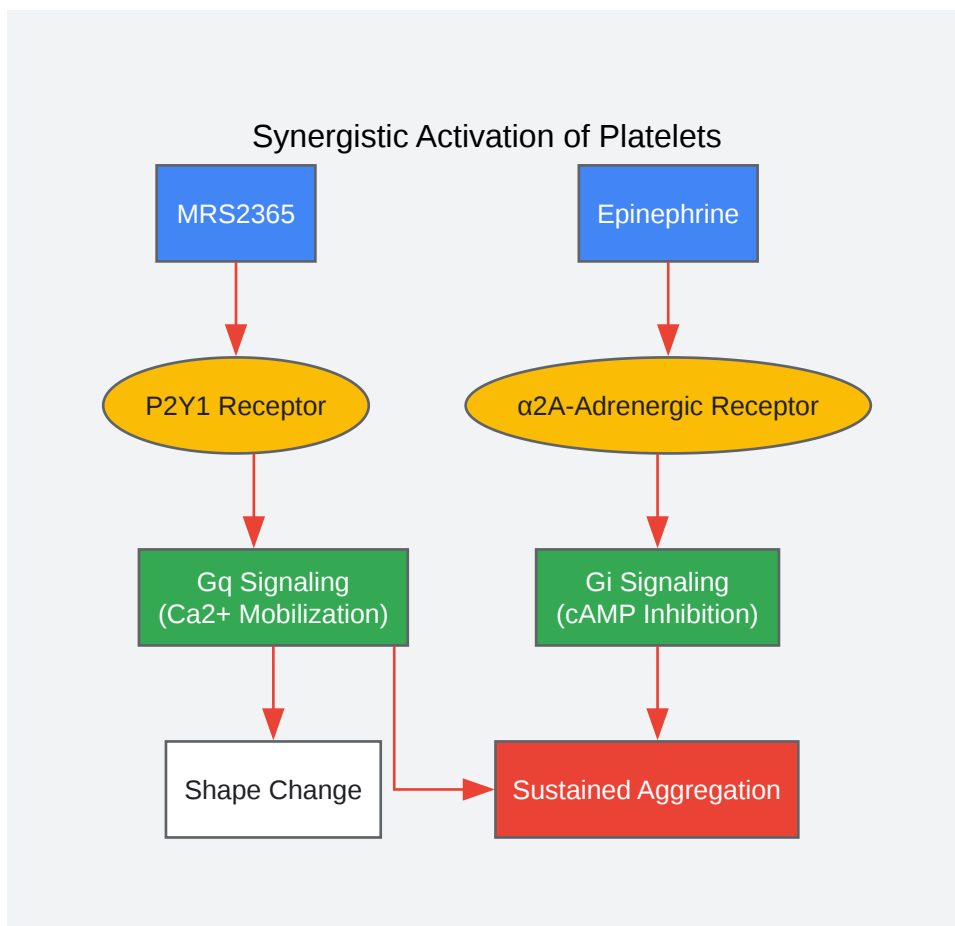 Synergistic Activation of Platelets
MRS2365
Epinephrine
P2Y1 Receptor
α2A-Adrenergic Receptor
Gq Signaling
(Ca2+ Mobilization)
Gi Signaling
(cAMP Inhibition)
Shape Change
Sustained Aggregation